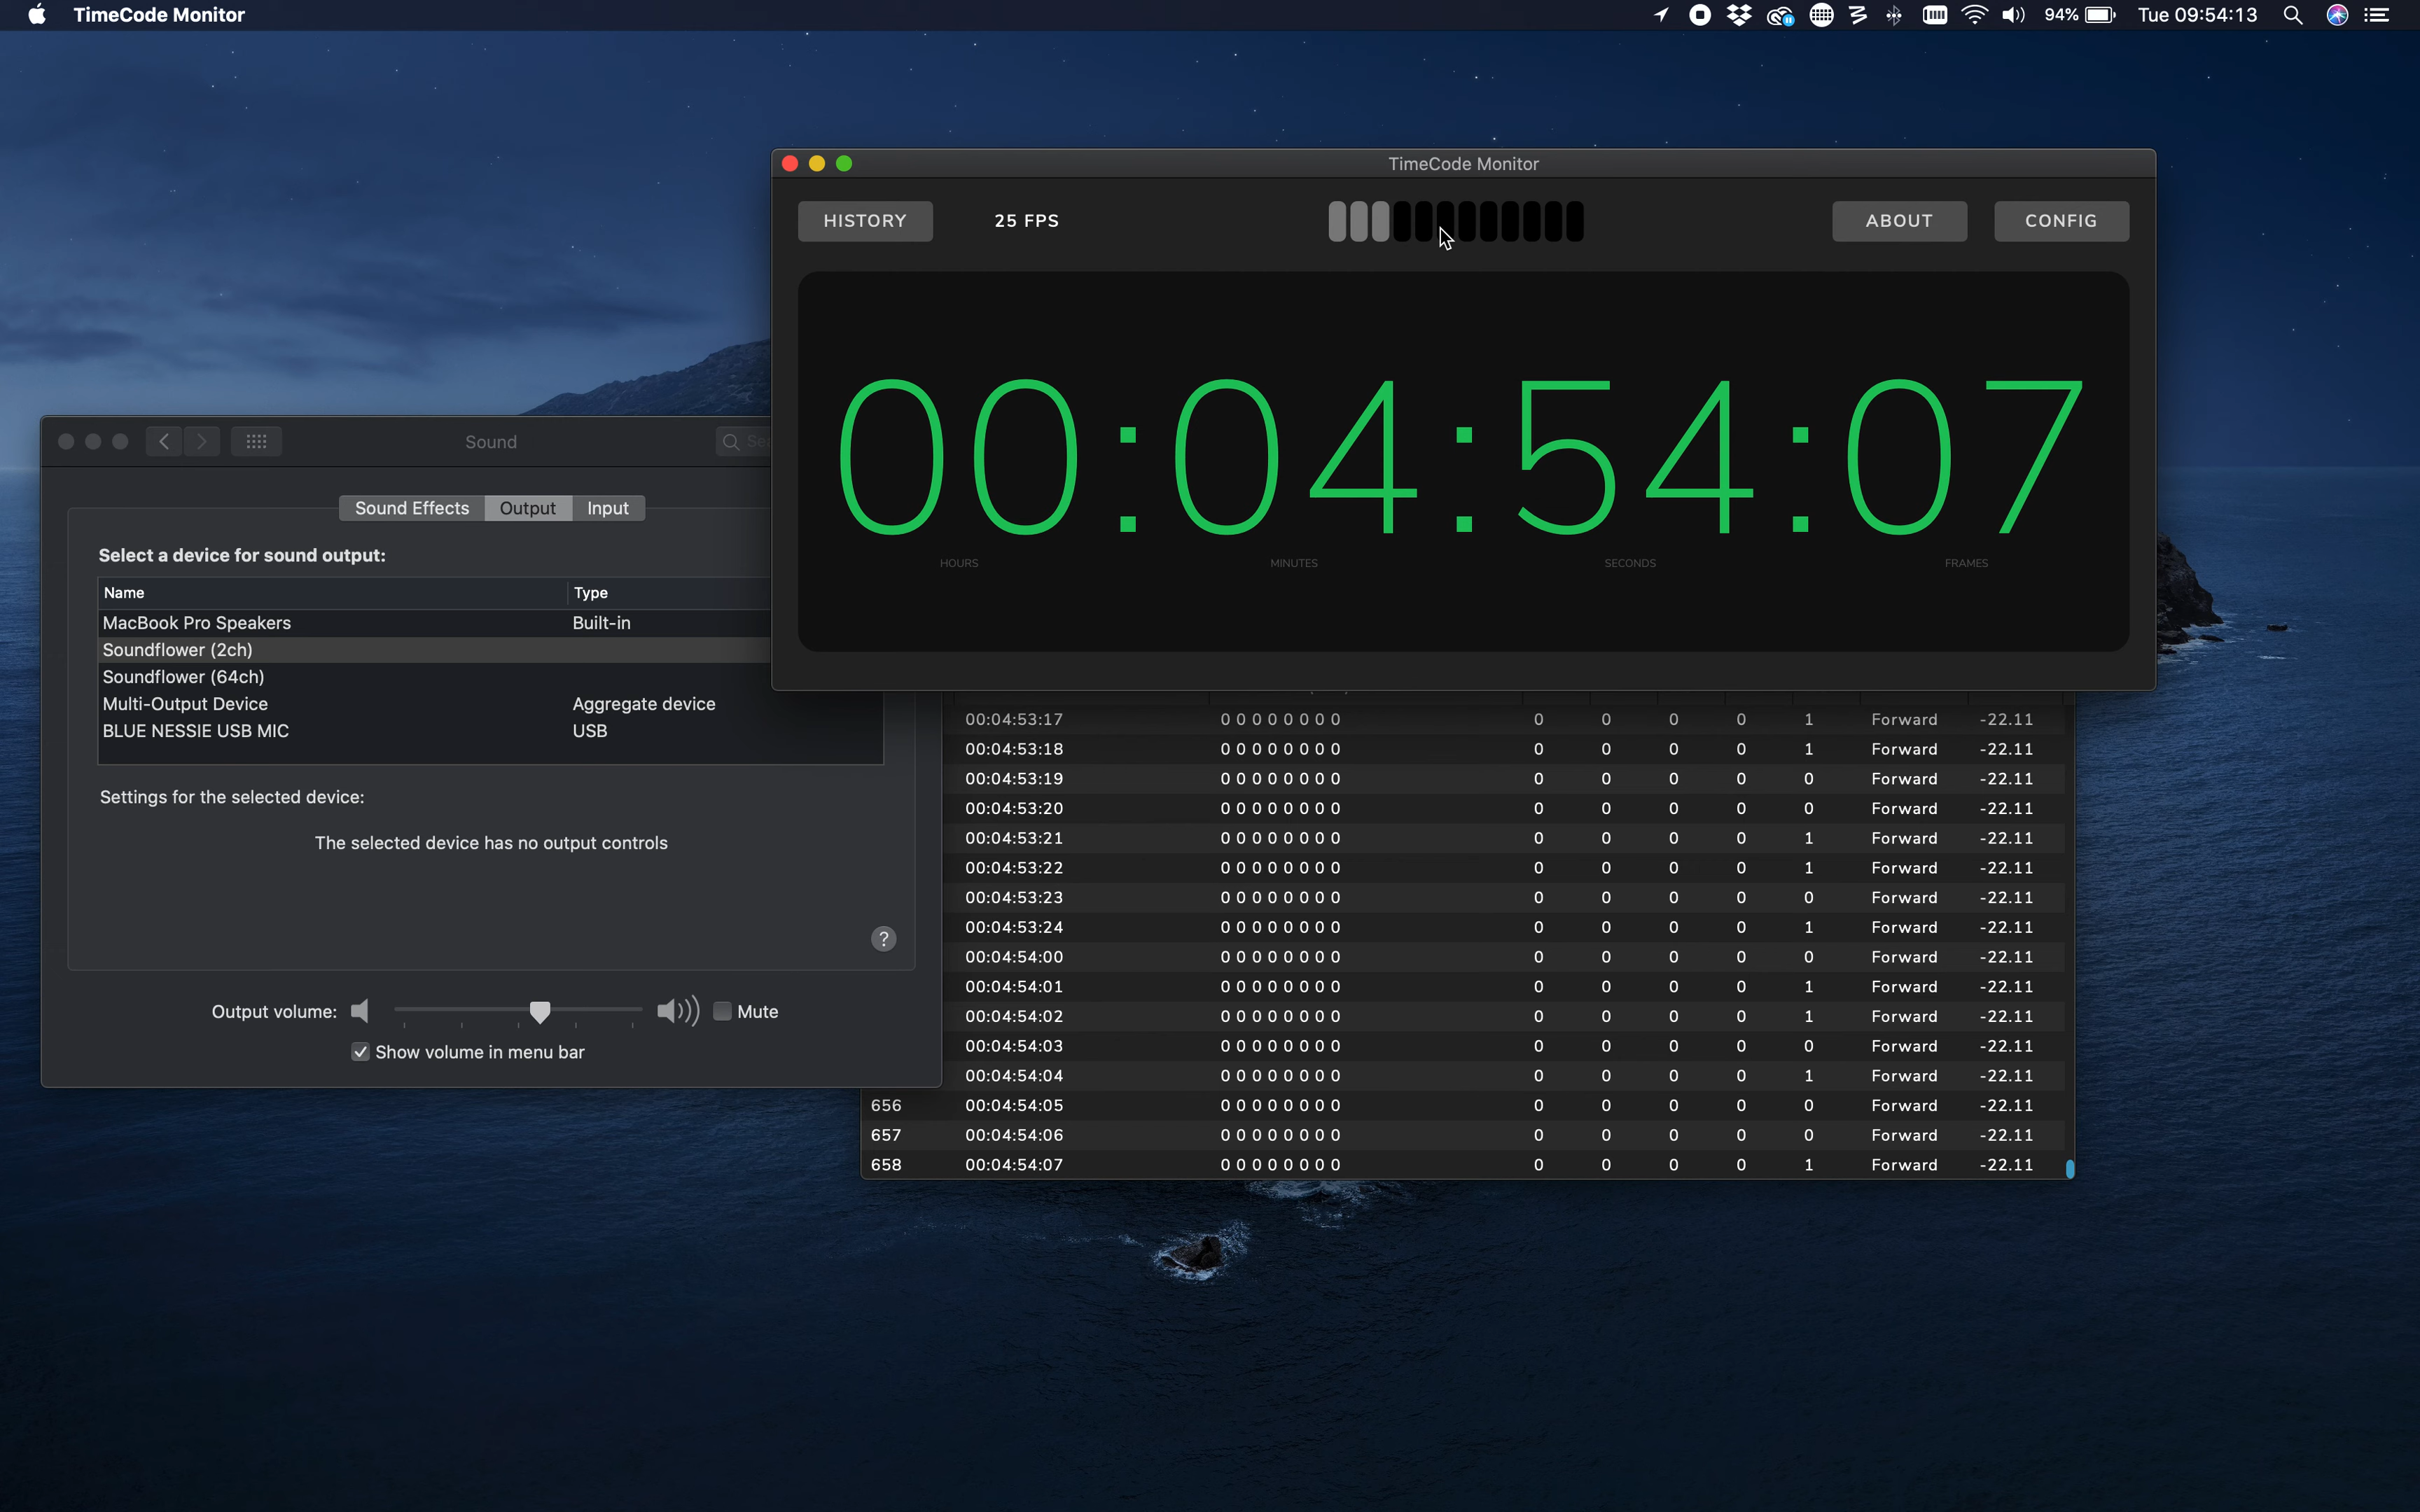 TimeCode Monitor
94% Tue 09:54:13
TimeCode Monitor
HISTORY 25 FPS ABOUT CONFIG
00:04:54:07
HOURS MINUTES SECONDS FRAMES
Sound
Sound Effects Output Input
Select a device for sound output:
Name Type
MacBook Pro Speakers Built-in
Soundflower (2ch)
Soundflower (64ch)
Multi-Output Device Aggregate device
BLUE NESSIE USB MIC USB
Settings for the selected device:
The selected device has no output controls
?
Output volume: Mute
Show volume in menu bar
00:04:53:17 0 0 0 0 0 0 0 0 0 0 0 0 1 Forward -22.11
00:04:53:18 0 0 0 0 0 0 0 0 0 0 0 0 1 Forward -22.11
00:04:53:19 0 0 0 0 0 0 0 0 0 0 0 0 0 Forward -22.11
00:04:53:20 0 0 0 0 0 0 0 0 0 0 0 0 0 Forward -22.11
00:04:53:21 0 0 0 0 0 0 0 0 0 0 0 0 1 Forward -22.11
00:04:53:22 0 0 0 0 0 0 0 0 0 0 0 0 1 Forward -22.11
00:04:53:23 0 0 0 0 0 0 0 0 0 0 0 0 0 Forward -22.11
00:04:53:24 0 0 0 0 0 0 0 0 0 0 0 0 1 Forward -22.11
00:04:54:00 0 0 0 0 0 0 0 0 0 0 0 0 0 Forward -22.11
00:04:54:01 0 0 0 0 0 0 0 0 0 0 0 0 1 Forward -22.11
00:04:54:02 0 0 0 0 0 0 0 0 0 0 0 0 1 Forward -22.11
00:04:54:03 0 0 0 0 0 0 0 0 0 0 0 0 0 Forward -22.11
00:04:54:04 0 0 0 0 0 0 0 0 0 0 0 0 1 Forward -22.11
656 00:04:54:05 0 0 0 0 0 0 0 0 0 0 0 0 0 Forward -22.11
657 00:04:54:06 0 0 0 0 0 0 0 0 0 0 0 0 0 Forward -22.11
658 00:04:54:07 0 0 0 0 0 0 0 0 0 0 0 0 1 Forward -22.11